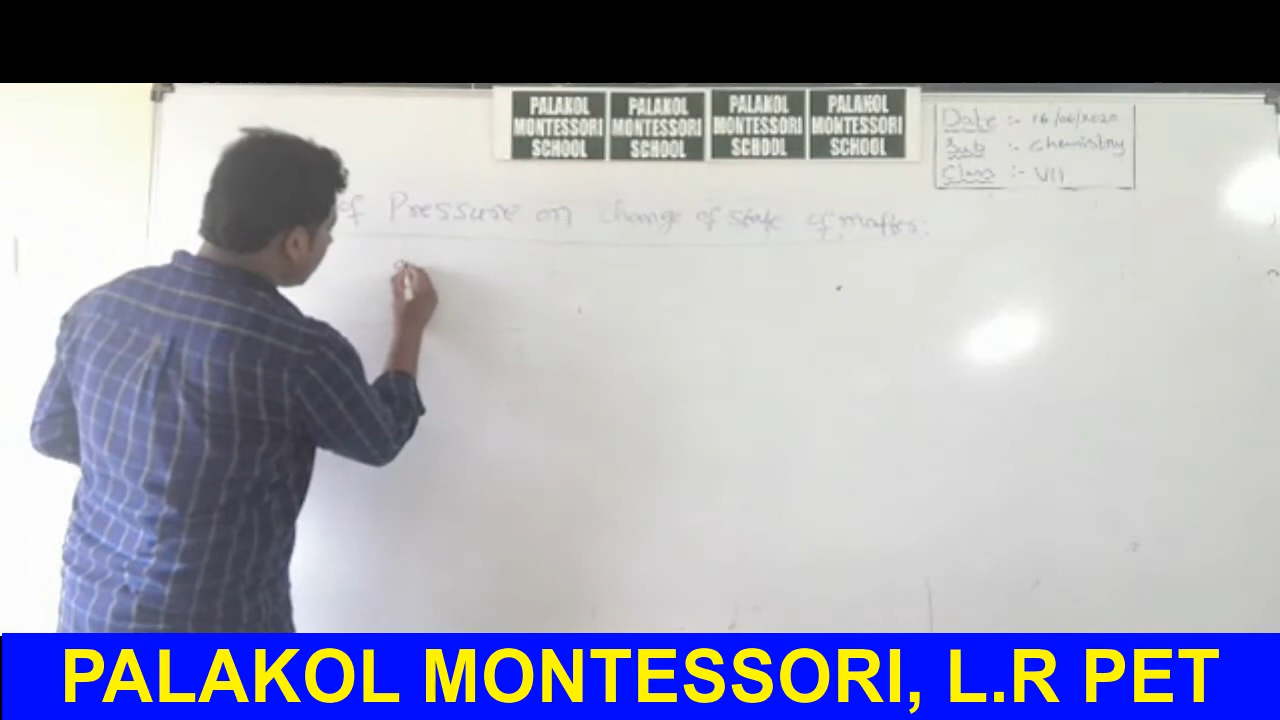 PALAKOL
MONTESSORI
SCHOOL
PALAKOL
MONTESSORI
SCHOOL
PALAKOL
MONTESSORI
SCHOOL
PALAKOL
MONTESSORI
SCHOOL
Date :- 16/06/2020
Sub :- Chemistry
Class :- VII
of Pressure on change of state of matter:
PALAKOL MONTESSORI, L.R PET